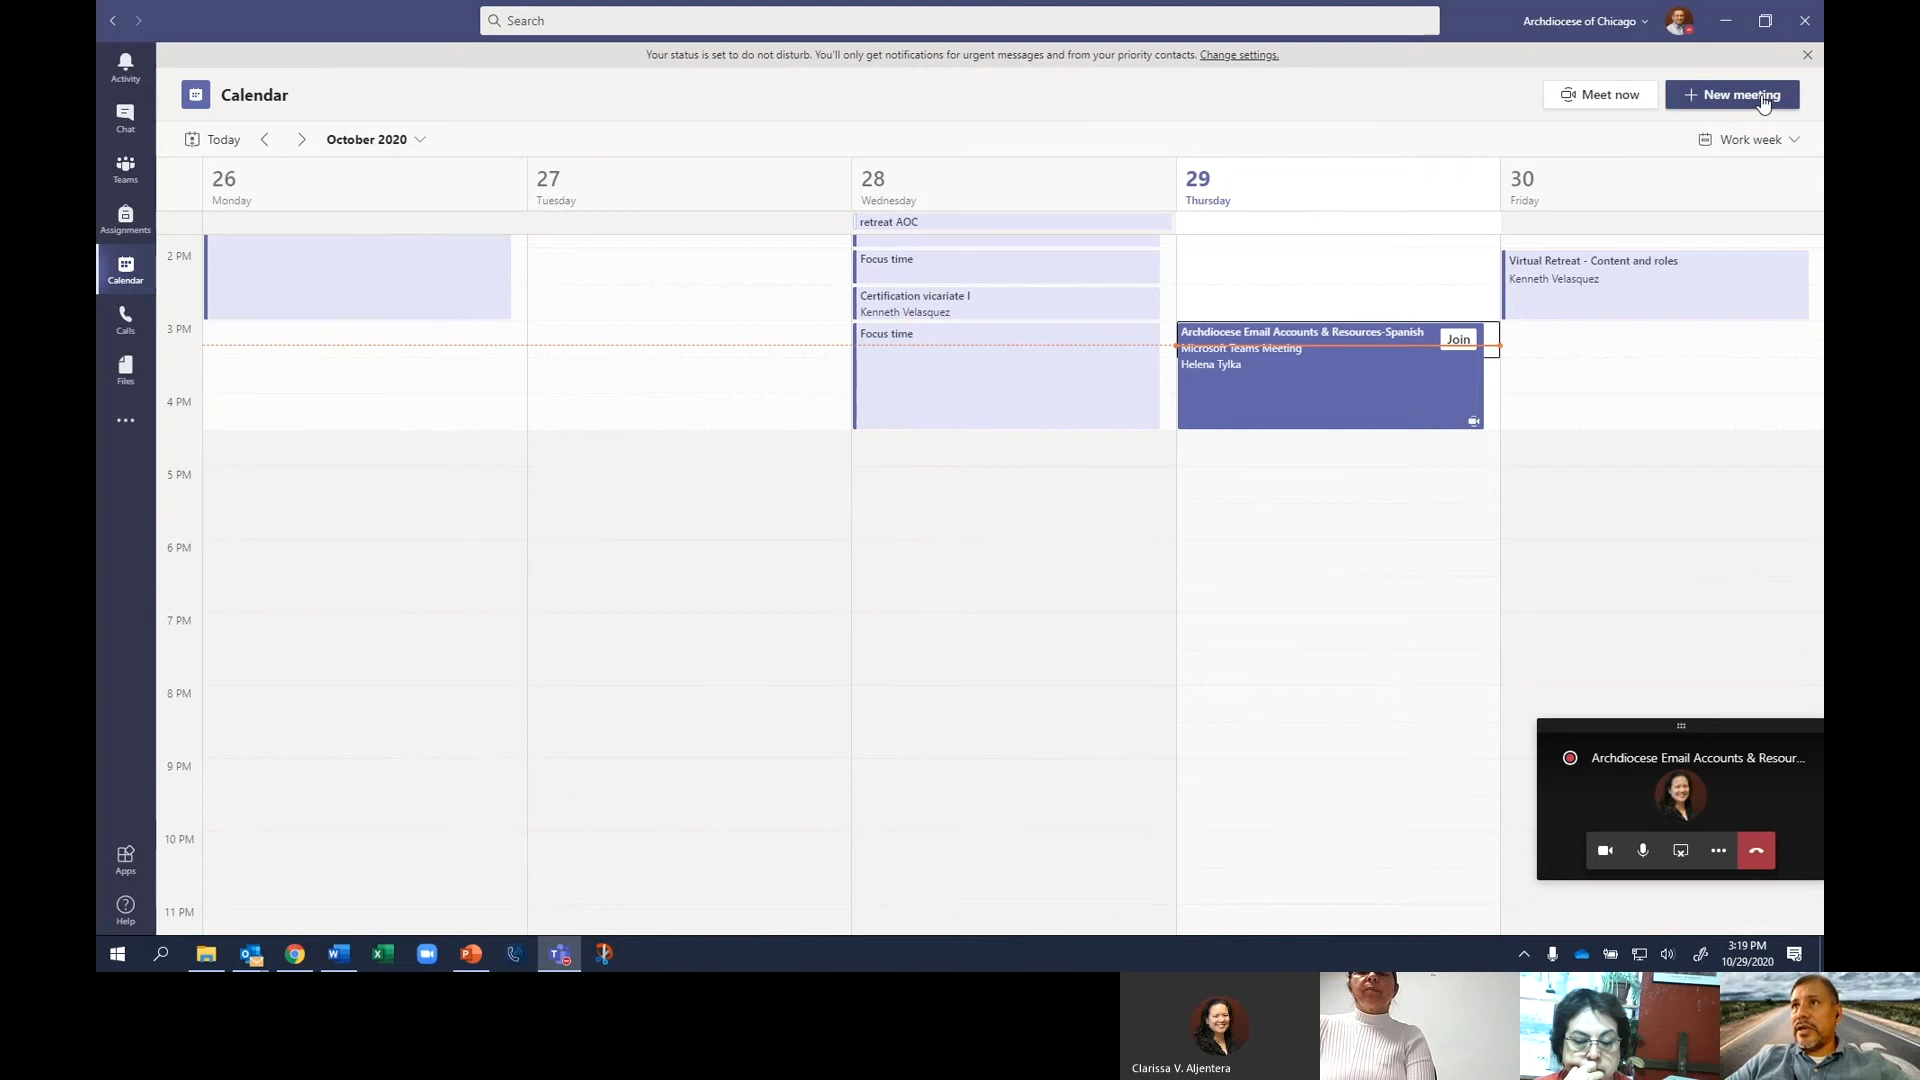 Search
Archdiocese of Chicago
Your status is set to do not disturb. You'll only get notifications for urgent messages and from your priority contacts. Change settings.
Activity
Chat
Teams
Assignments
Calendar
Calls
Files
Apps
Help
Calendar
Meet now
New meeting
Today
October 2020
Work week
26
Monday
27
Tuesday
28
Wednesday
29
Thursday
30
Friday
retreat AOC
2 PM
3 PM
4 PM
5 PM
6 PM
7 PM
8 PM
9 PM
10 PM
11 PM
Focus time
Certification vicariate I
Kenneth Velasquez
Focus time
Archdiocese Email Accounts & Resources-Spanish
Microsoft Teams Meeting
Helena Tylka
Join
Virtual Retreat - Content and roles
Kenneth Velasquez
Archdiocese Email Accounts & Resour...
3:19 PM
10/29/2020
Clarissa V. Aljentera